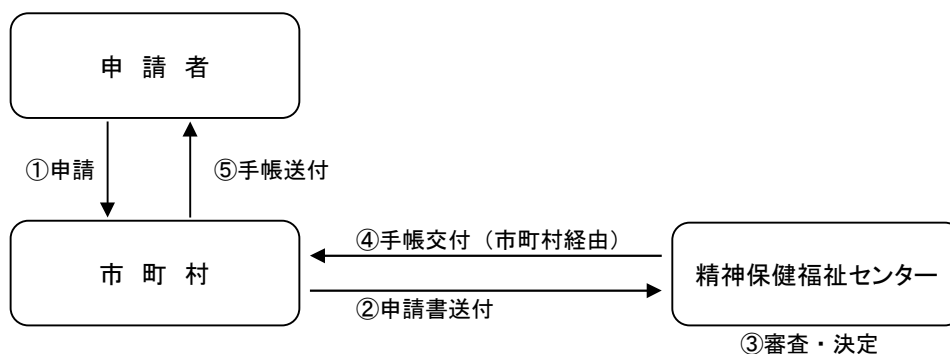 申 請 者
①申請
⑤手帳送付
市 町 村
④手帳交付（市町村経由）
②申請書送付
精神保健福祉センター
③審査・決定